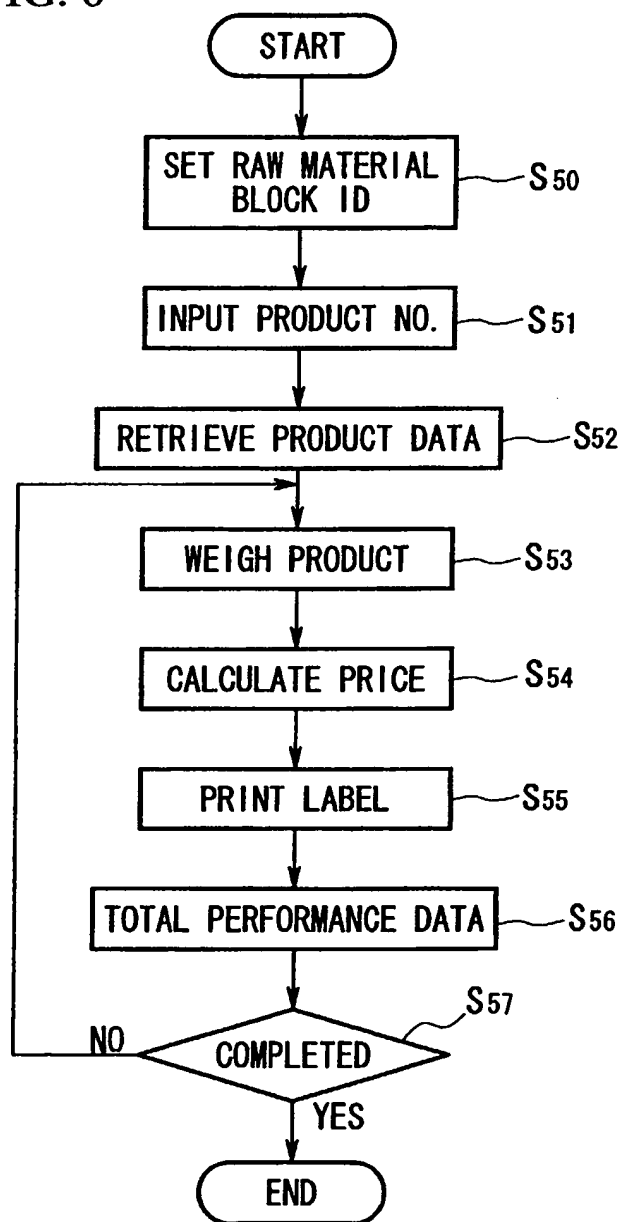 START
SET RAW MATERIAL
BLOCK ID
S50
INPUT PRODUCT NO.
S51
RETRIEVE PRODUCT DATA
S52
WEIGH PRODUCT
S53
CALCULATE PRICE
S54
PRINT LABEL
S55
TOTAL PERFORMANCE DATA
S56
S57
NO
COMPLETED
YES
END